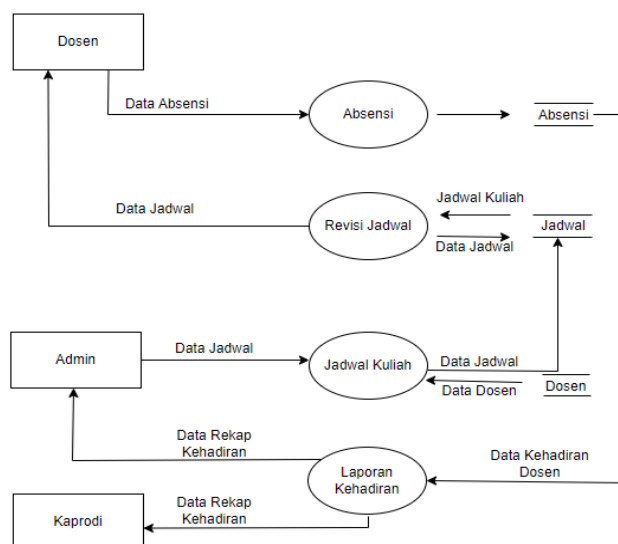 Dosen
Data Absensi
Absensi
Absensi
Jadwal Kuliah
Data Jadwal
Revisi Jadwal
Jadwal
Data Jadwal
Admin
Data Jadwal
Jadwal Kuliah
Data Jadwal
Data Dosen
Dosen
Data Rekap
Kehadiran
Laporan
Kehadiran
Data Kehadiran
Dosen
Kaprodi
Data Rekap
Kehadiran